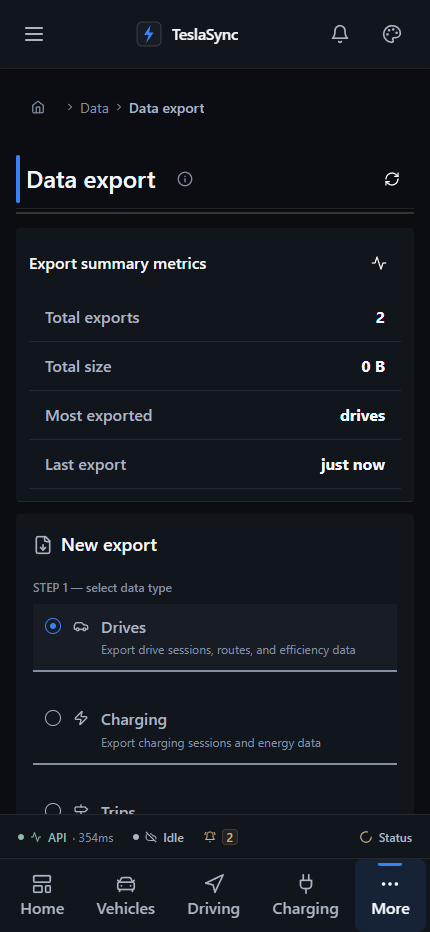 TeslaSync
Data
Data export
Data export
Export summary metrics
Total exports 2
Total size 0 B
Most exported drives
Last export just now
New export
STEP 1 — select data type
Drives
Export drive sessions, routes, and efficiency data
Charging
Export charging sessions and energy data
Trips
API · 354ms Idle 2 Status
Home Vehicles Driving Charging More